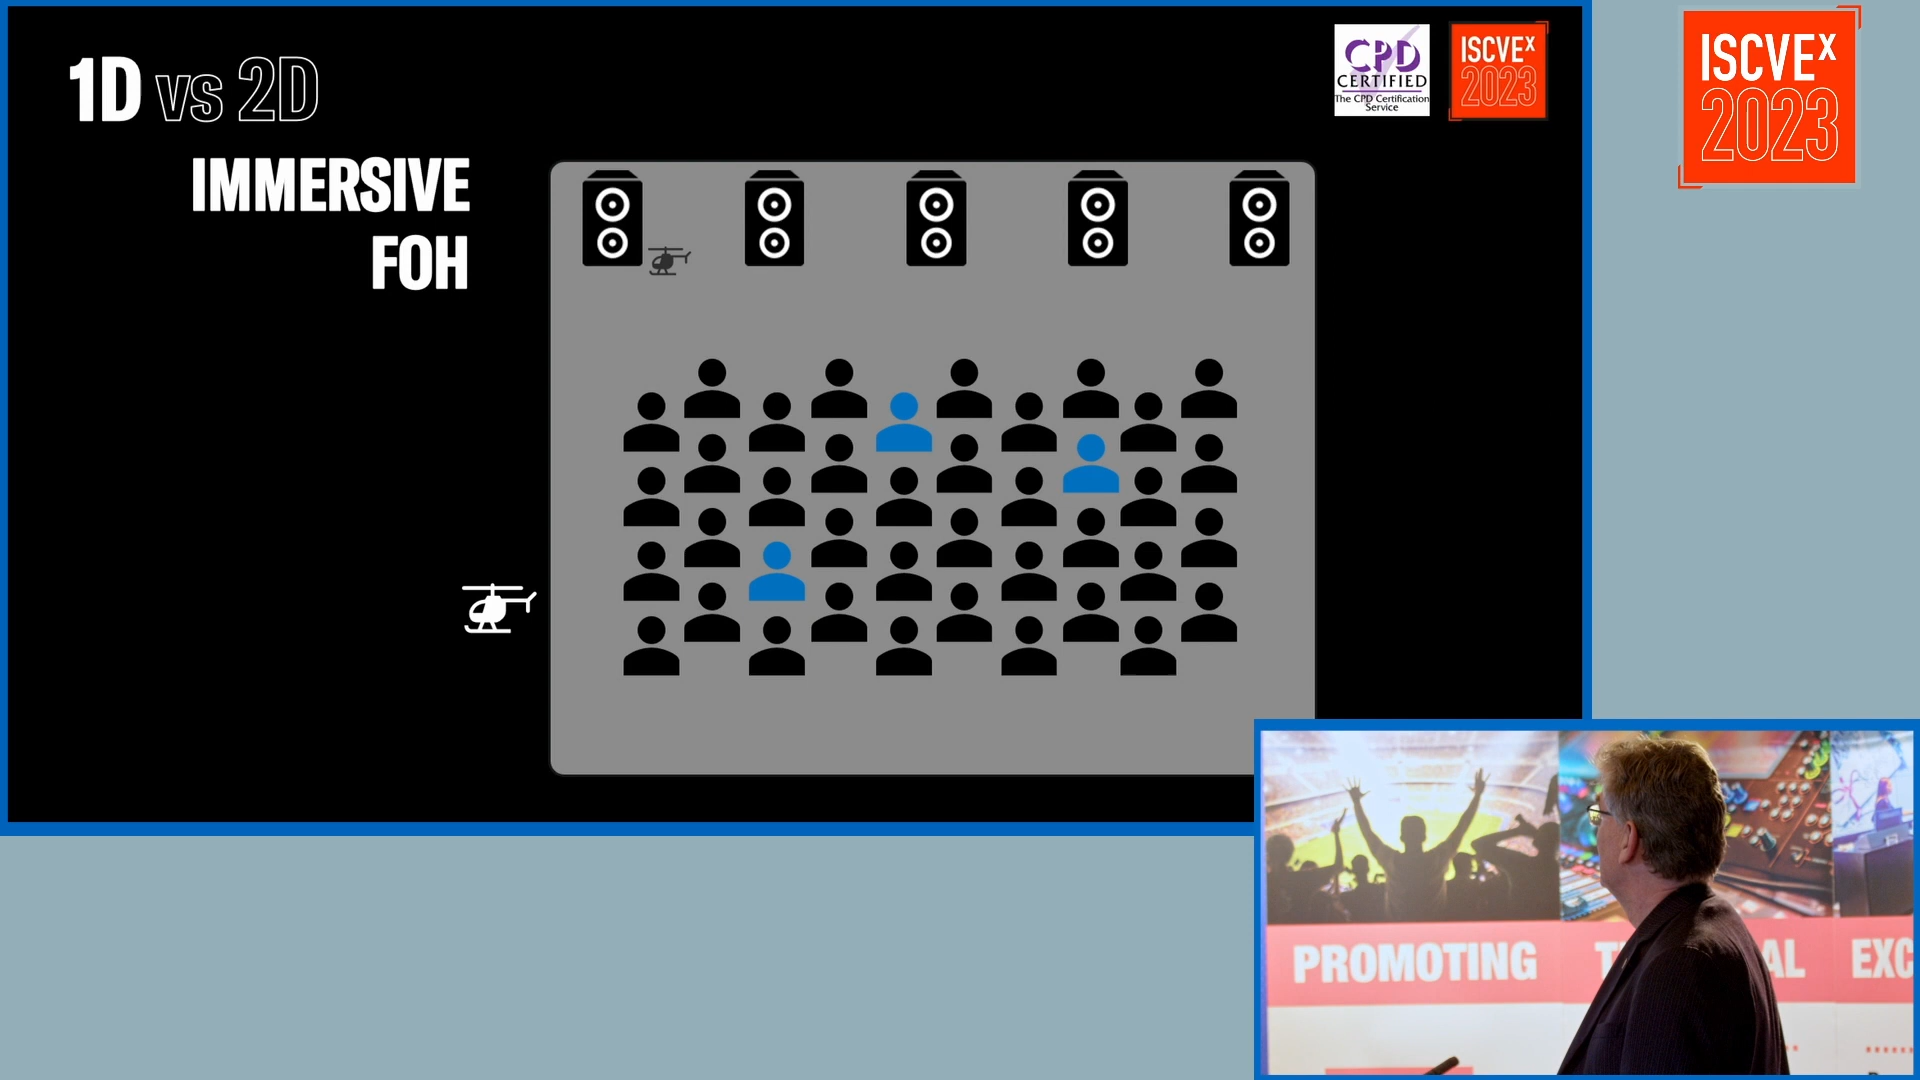 1D vs 2D
IMMERSIVE
FOH
CPD
CERTIFIED
The CPD Certification
Service
ISCVEx
2023
ISCVEx
2023
PROMOTING
EXC